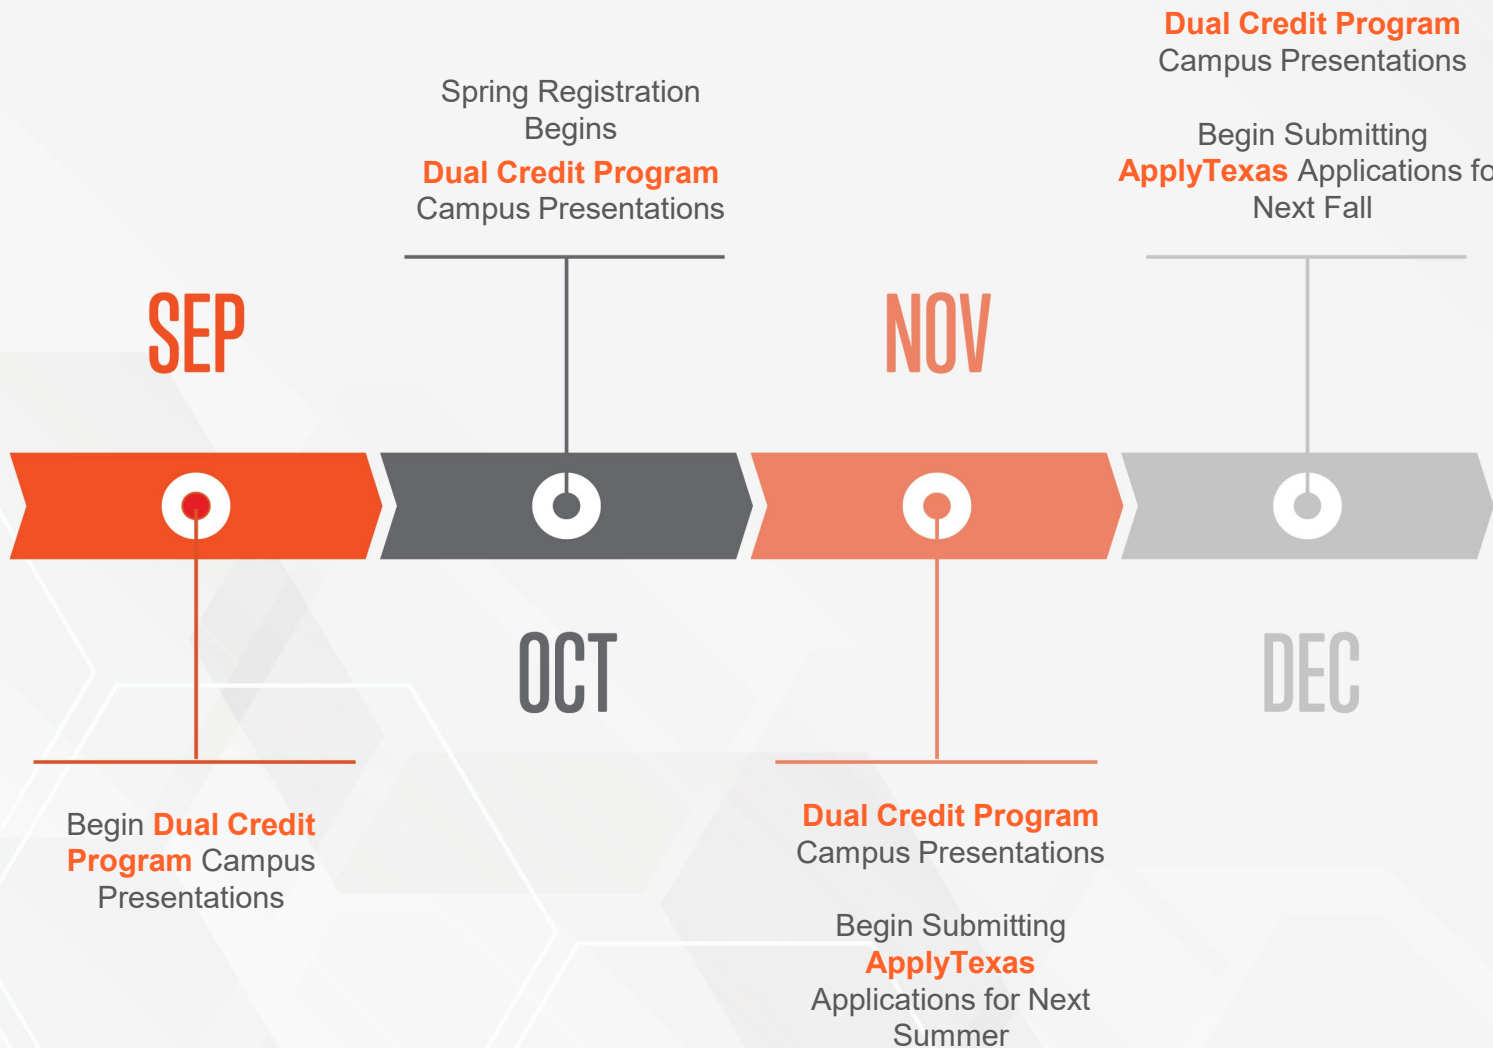 SEP
Begin Dual Credit
Program Campus
Presentations
Spring Registration
Begins
Dual Credit Program
Campus Presentations
OCT
NOV
Dual Credit Program
Campus Presentations
Begin Submitting
ApplyTexas
Applications for Next
Summer
Dual Credit Program
Campus Presentations
Begin Submitting
ApplyTexas Applications fo
Next Fall
DEC